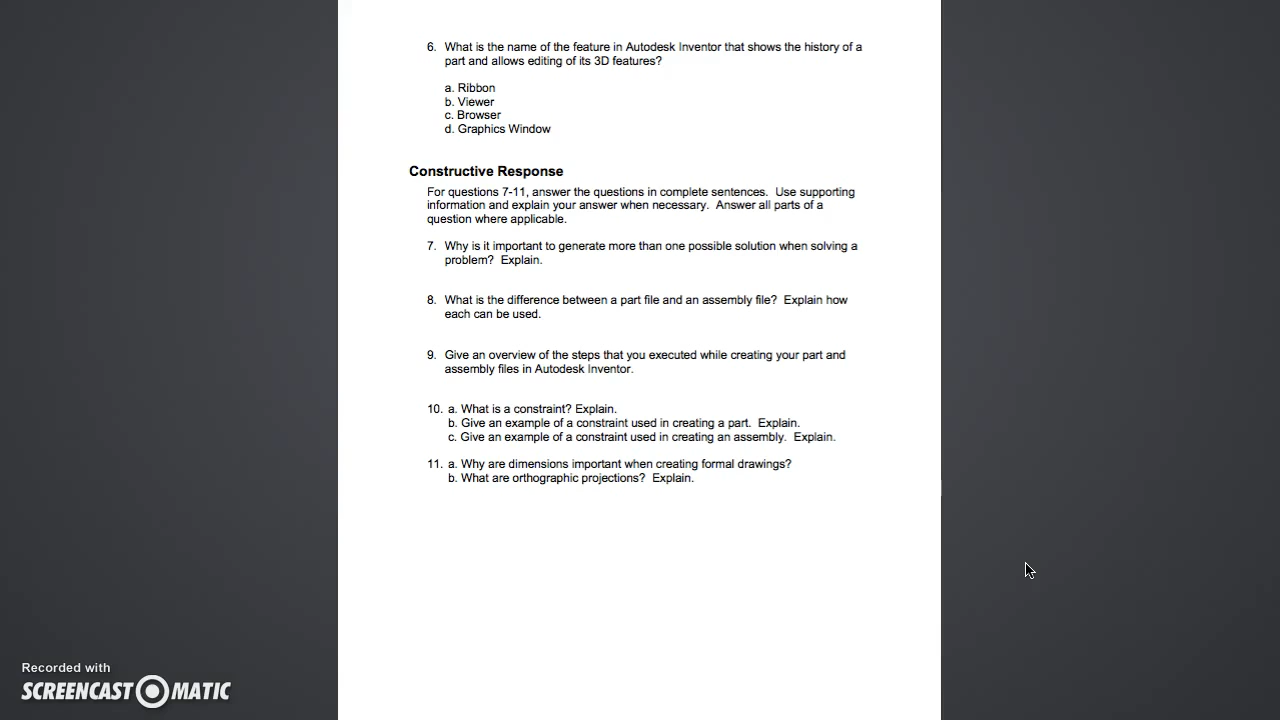 6. What is the name of the feature in Autodesk Inventor that shows the history of a
part and allows editing of its 3D features?
a. Ribbon
b. Viewer
c. Browser
d. Graphics Window
Constructive Response
For questions 7-11, answer the questions in complete sentences. Use supporting
information and explain your answer when necessary. Answer all parts of a
question where applicable.
7. Why is it important to generate more than one possible solution when solving a
problem? Explain.
8. What is the difference between a part file and an assembly file? Explain how
each can be used.
9. Give an overview of the steps that you executed while creating your part and
assembly files in Autodesk Inventor.
10. a. What is a constraint? Explain.
b. Give an example of a constraint used in creating a part. Explain.
c. Give an example of a constraint used in creating an assembly. Explain.
11. a. Why are dimensions important when creating formal drawings?
b. What are orthographic projections? Explain.
Recorded with
SCREENCAST MATIC